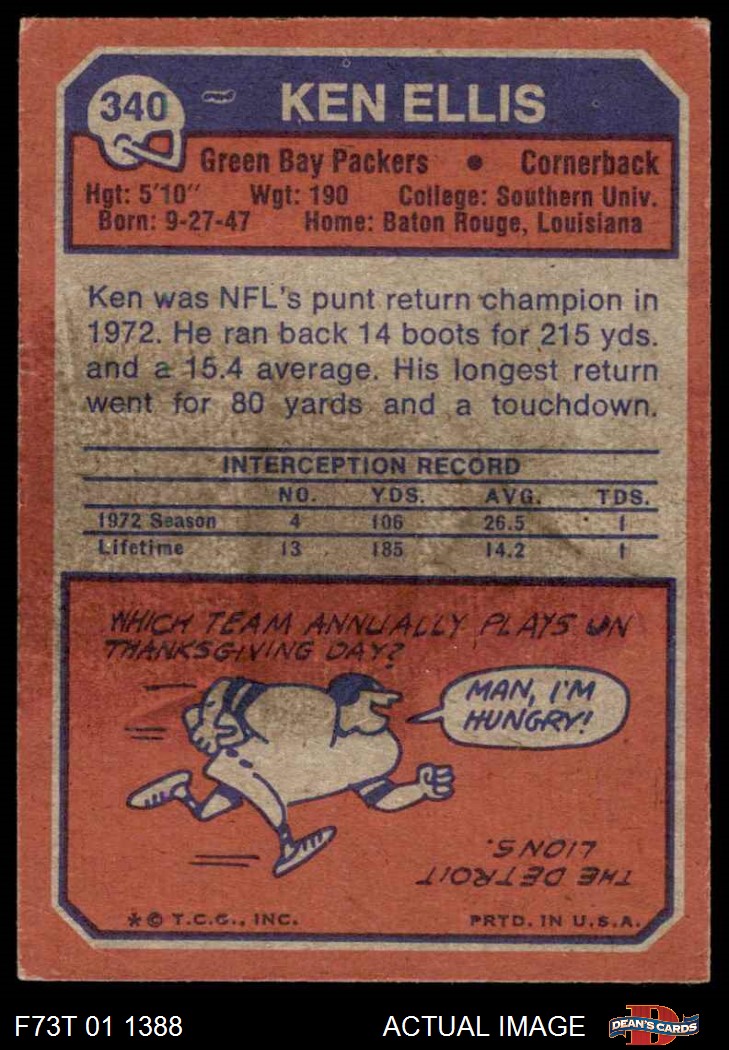 340
KEN ELLIS
Green Bay Packers • Cornerback
Hgt: 5'10" Wgt: 190 College: Southern Univ.
Born: 9-27-47 Home: Baton Rouge, Louisiana
Ken was NFL's punt return champion in
1972. He ran back 14 boots for 215 yds.
and a 15.4 average. His longest return
went for 80 yards and a touchdown.
INTERCEPTION RECORD
NO. YDS. AVG. TDS.
1972 Season 4 106 26.5 1
Lifetime 13 185 14.2 1
WHICH TEAM ANNUALLY PLAYS ON
THANKSGIVING DAY?
MAN, I'M
HUNGRY!
THE DETROIT
LIONS.
* © T.C.G., INC. PRTD. IN U.S.A.
F73T 01 1388 ACTUAL IMAGE
D
DEAN'S CARDS